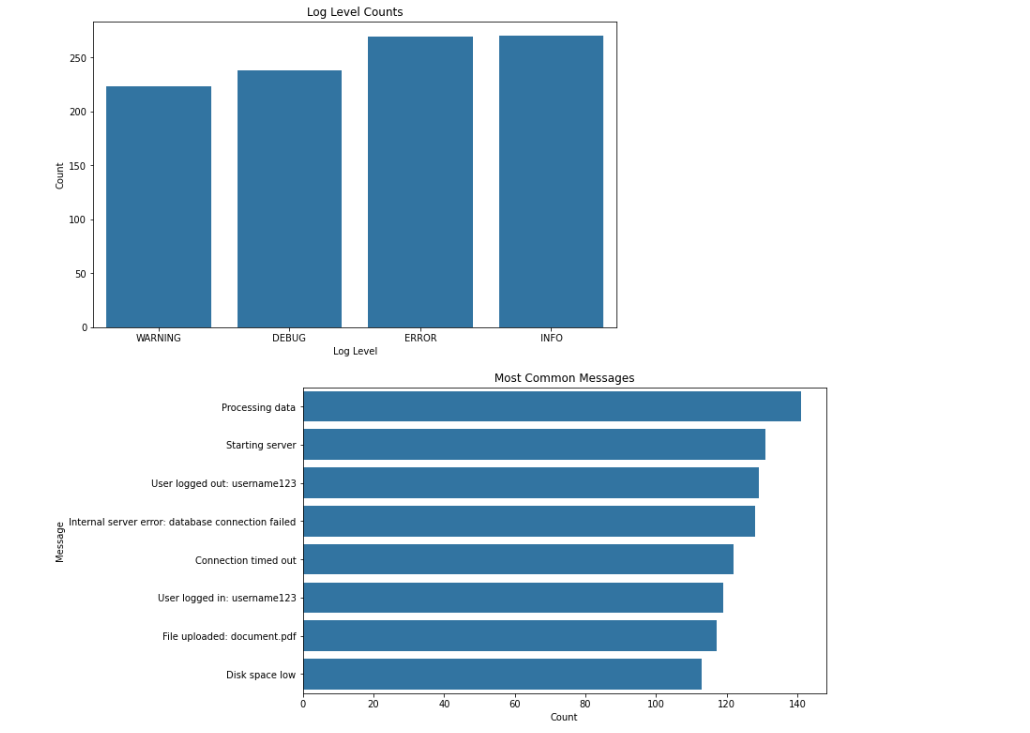 Log Level Counts
250
200
150
100
50
0
Count
WARNING DEBUG ERROR INFO
Log Level
Most Common Messages
Processing data
Starting server
User logged out: username123
Internal server error: database connection failed
Connection timed out
User logged in: username123
File uploaded: document.pdf
Disk space low
Message
0 20 40 60 80 100 120 140
Count